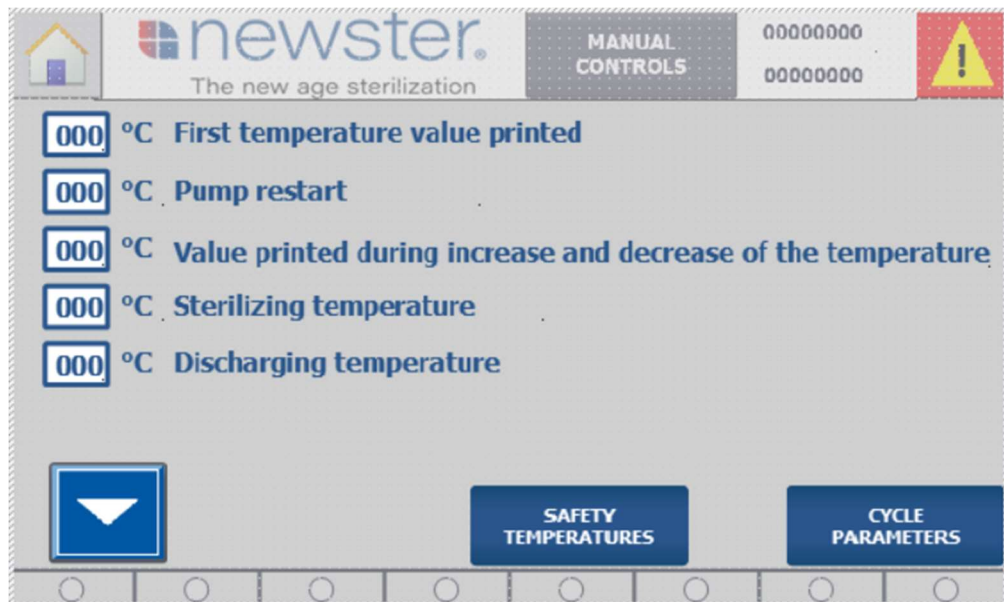 newster®
The new age sterilization
MANUAL
CONTROLS
00000000
00000000
!
000 °C First temperature value printed
000 °C Pump restart
000 °C Value printed during increase and decrease of the temperature
000 °C Sterilizing temperature
000 °C Discharging temperature
SAFETY
TEMPERATURES
CYCLE
PARAMETERS